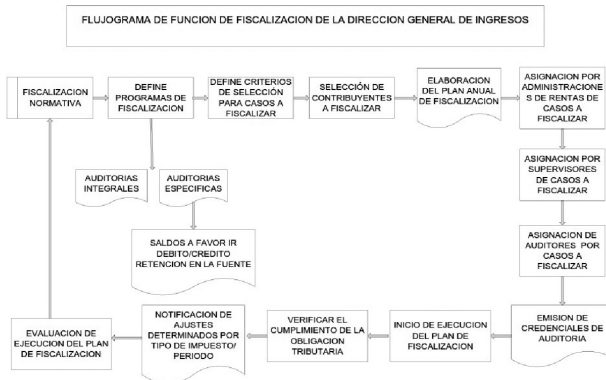 FLUJOGRAMA DE FUNCION DE FISCALIZACION DE LA DIRECCION GENERAL DE INGRESOS
FISCALIZACION
NORMATIVA
DEFINE
PROGRAMAS DE
FISCALIZACION
DEFINE CRITERIOS
DE SELECCIÓN
PARA CASOS A
FISCALIZAR
SELECCIÓN DE
CONTRIBUYENTES
A FISCALIZAR
ELABORACION
DEL PLAN ANUAL
DE FISCALIZACION
ASIGNACION POR
ADMINISTRACIONE
S DE RENTAS DE
CASOS A
FISCALIZAR
AUDITORIAS
INTEGRALES
AUDITORIAS
ESPECIFICAS
ASIGNACION POR
SUPERVISORES
DE CASOS A
FISCALIZAR
SALDOS A FAVOR IR
DEBITO/CREDITO
RETENCION EN LA FUENTE
ASIGNACION DE
AUDITORES POR
CASOS A
FISCALIZAR
EVALUACION DE
EJECUCION DEL PLAN
DE FISCALIZACION
NOTIFICACION DE
AJUSTES
DETERMINADOS POR
TIPO DE IMPUESTO/
PERIODO
VERIFICAR EL
CUMPLIMIENTO DE LA
OBLIGACION
TRIBUTARIA
INICIO DE EJECUCION
DEL PLAN DE
FISCALIZACION
EMISION DE
CREDENCIALES DE
AUDITORIA